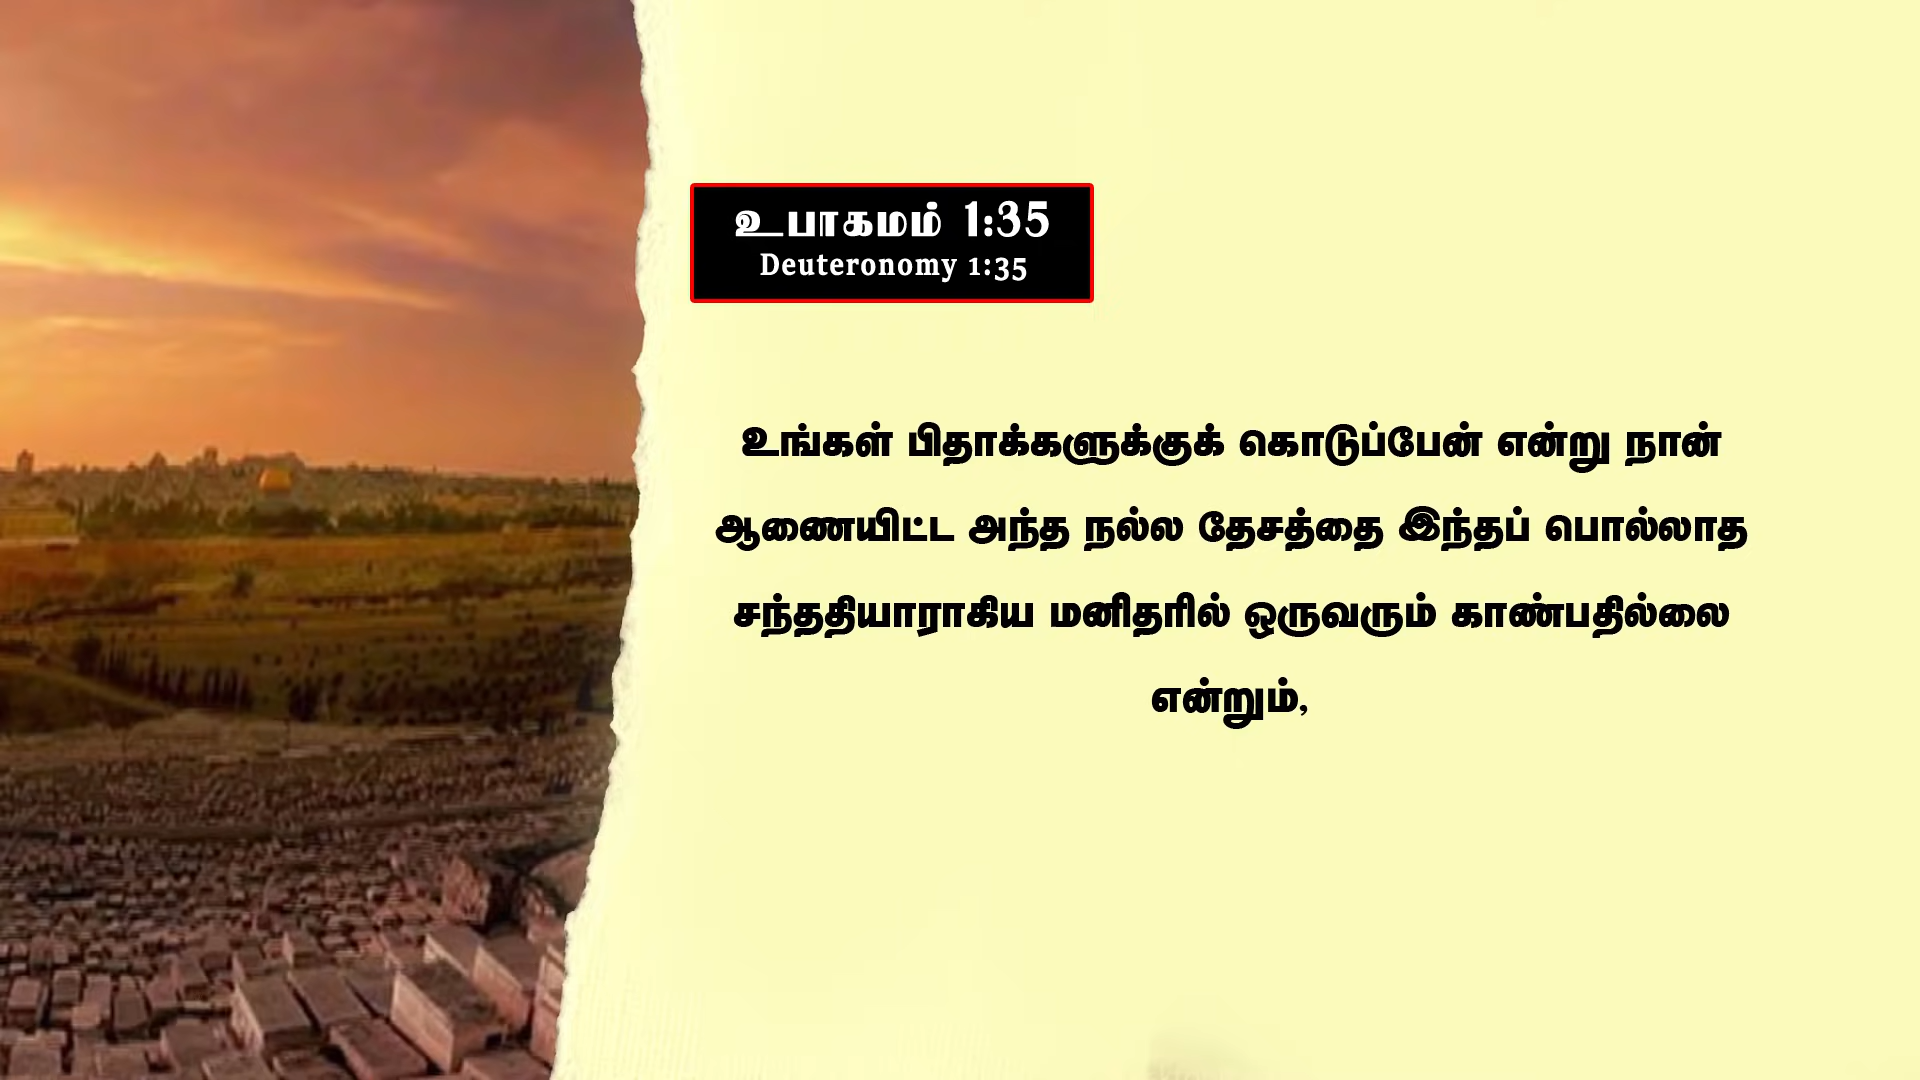 உபாகமம் 1:35
Deuteronomy 1:35
உங்கள் பிதாக்களுக்குக் கொடுப்பேன் என்று நான்
ஆணையிட்ட அந்த நல்ல தேசத்தை இந்தப் பொல்லாத
சந்ததியாராகிய மனிதரில் ஒருவரும் காண்பதில்லை
என்றும்,